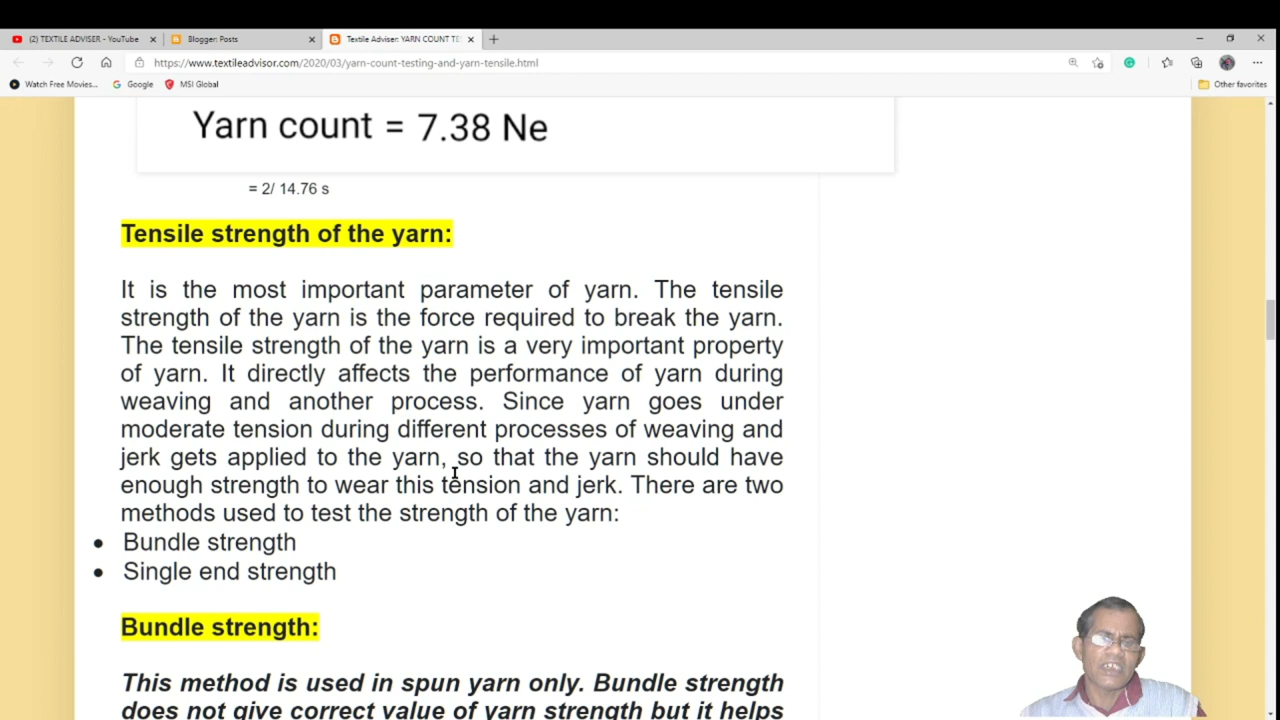 (2) TEXTILE ADVISER - YouTube
Blogger: Posts
Textile Adviser: YARN COUNT TE
https://www.textileadvisor.com/2020/03/yarn-count-testing-and-yarn-tensile.html
Watch Free Movies...
Google
MSI Global
Other favorites
Yarn count = 7.38 Ne
= 2/ 14.76 s
Tensile strength of the yarn:
It is the most important parameter of yarn. The tensile
strength of the yarn is the force required to break the yarn.
The tensile strength of the yarn is a very important property
of yarn. It directly affects the performance of yarn during
weaving and another process. Since yarn goes under
moderate tension during different processes of weaving and
jerk gets applied to the yarn, so that the yarn should have
enough strength to wear this tension and jerk. There are two
methods used to test the strength of the yarn:
• Bundle strength
• Single end strength
Bundle strength:
This method is used in spun yarn only. Bundle strength
does not give correct value of yarn strength but it helps